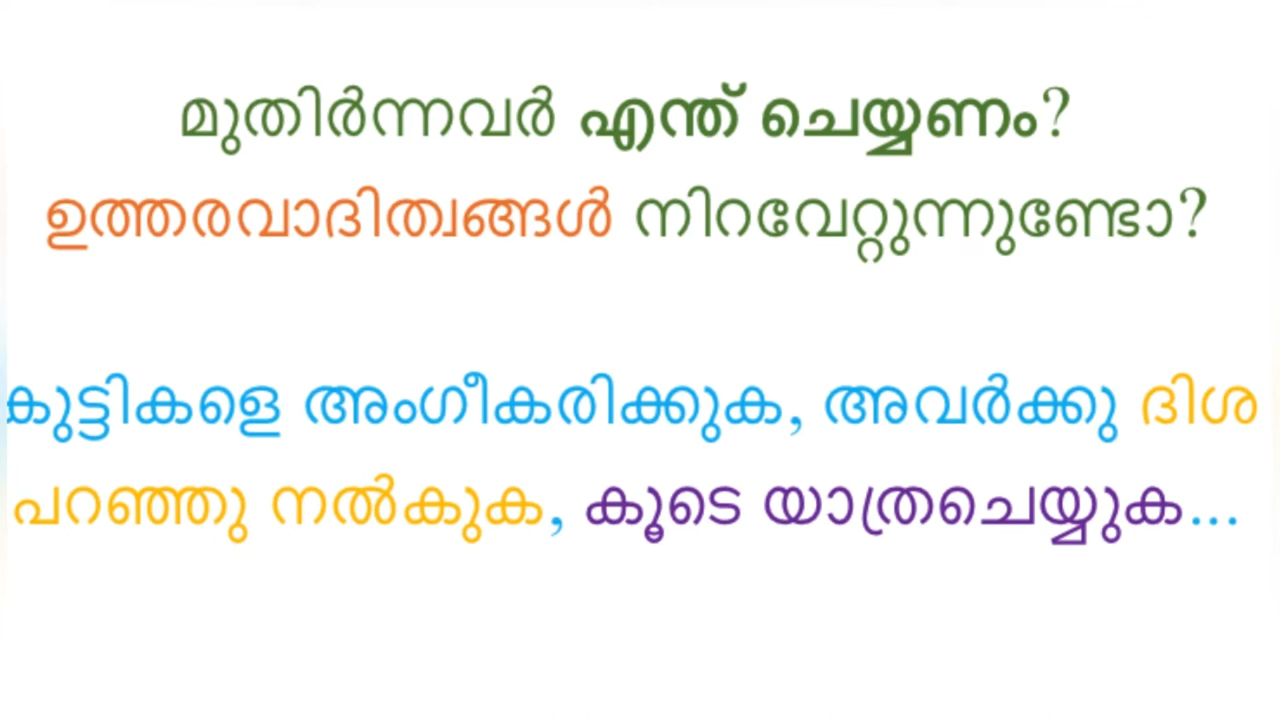 മുതിർന്നവർ എന്ത് ചെയ്യണം?
ഉത്തരവാദിത്വങ്ങൾ നിറവേറ്റുന്നുണ്ടോ?
കുട്ടികളെ അംഗീകരിക്കുക, അവർക്കു ദിശ
പറഞ്ഞു നൽകുക, കൂടെ യാത്രചെയ്യുക...